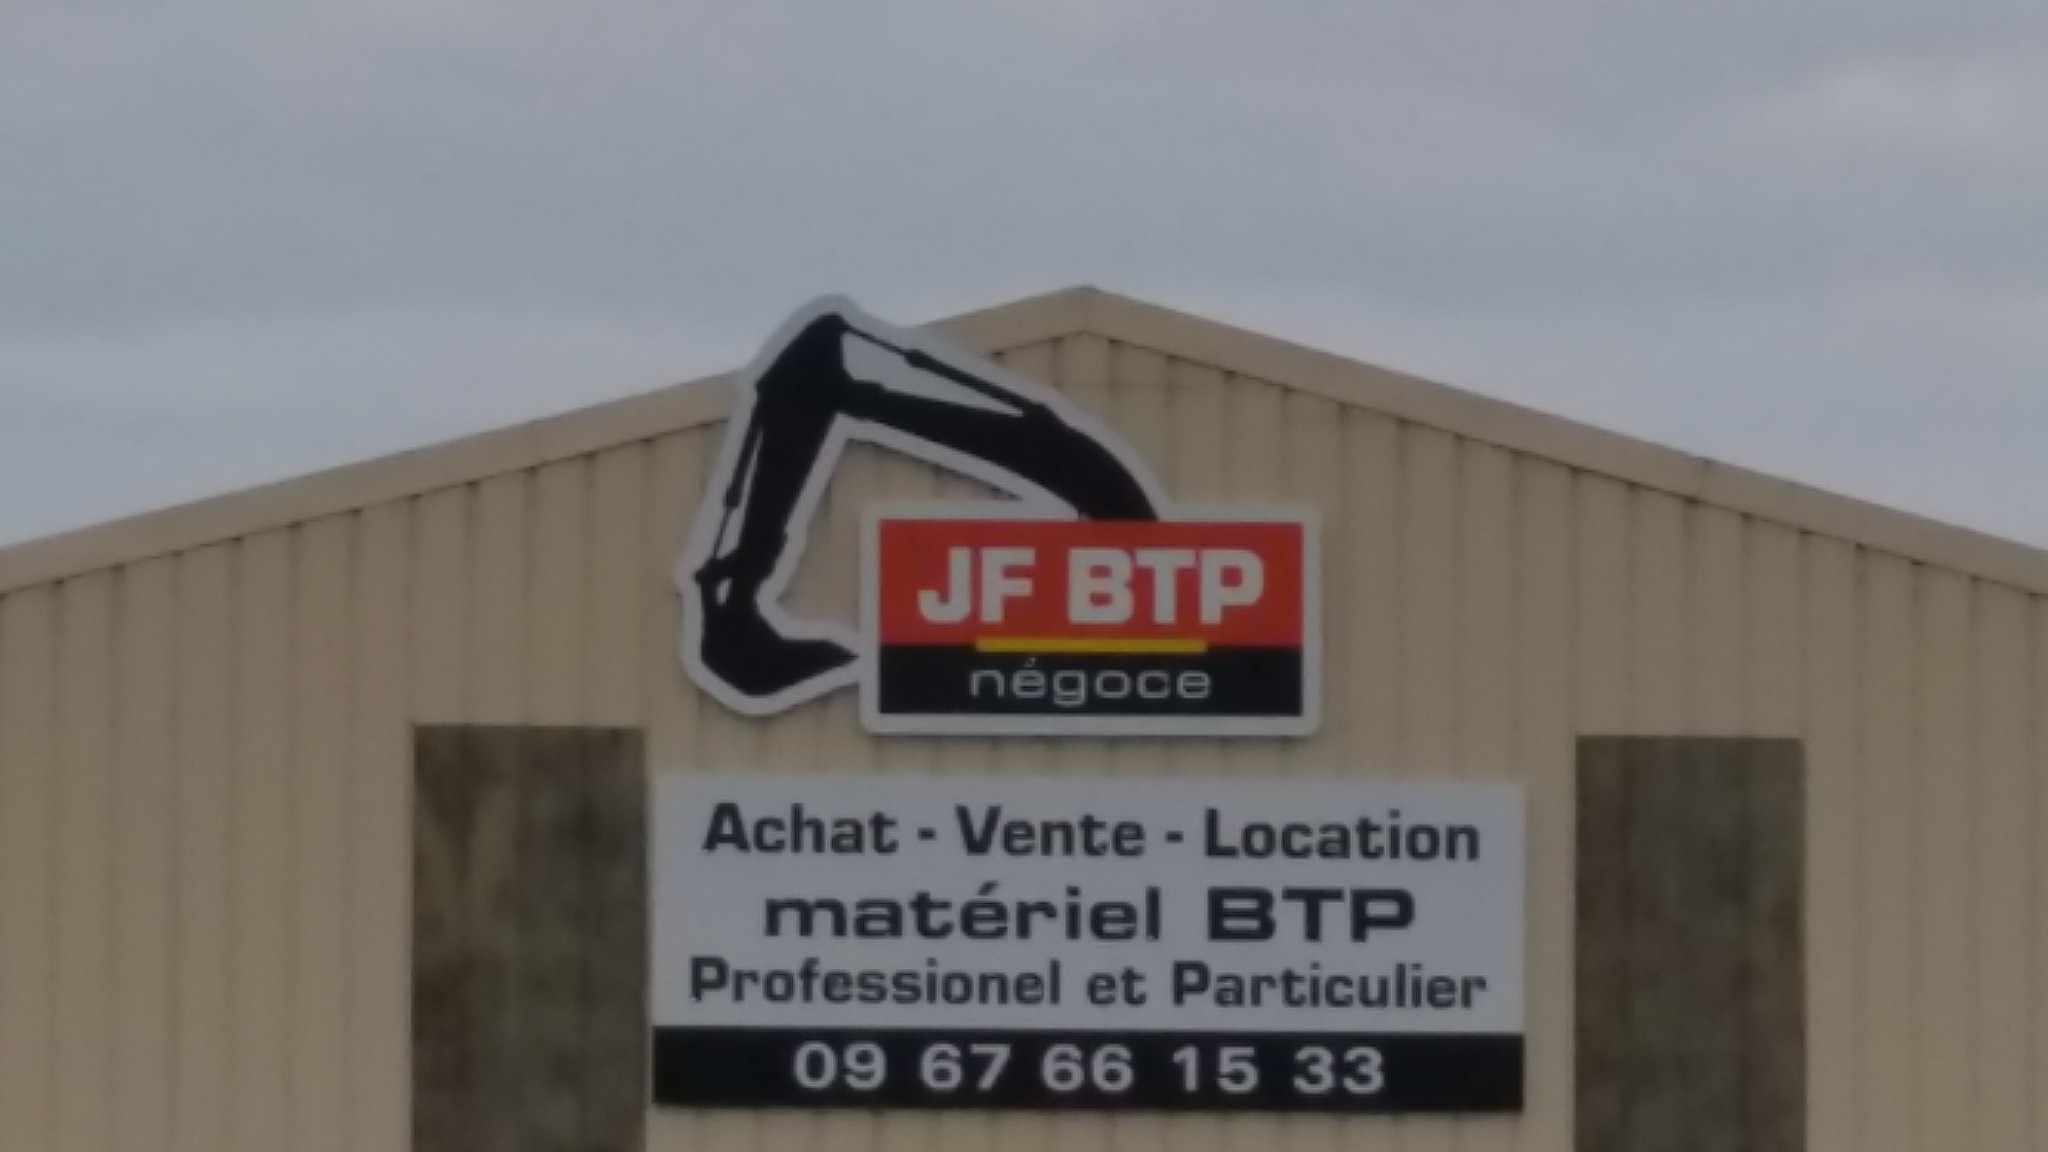 JF BTP
négoce
Achat - Vente - Location
matériel BTP
Professionel et Particulier
09 67 66 15 33